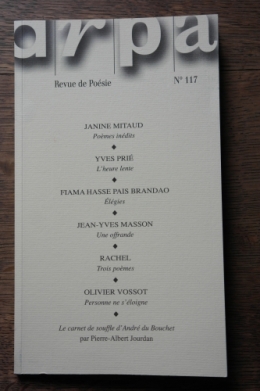 arpa
Revue de Poésie N° 117
JANINE MITAUD
Poèmes inédits
YVES PRIÉ
L'heure lente
FIAMA HASSE PAIS BRANDAO
Élégies
JEAN-YVES MASSON
Une offrande
RACHEL
Trois poèmes
OLIVIER VOSSOT
Personne ne s'éloigne
Le carnet de souffle d'André du Bouchet
par Pierre-Albert Jourdan